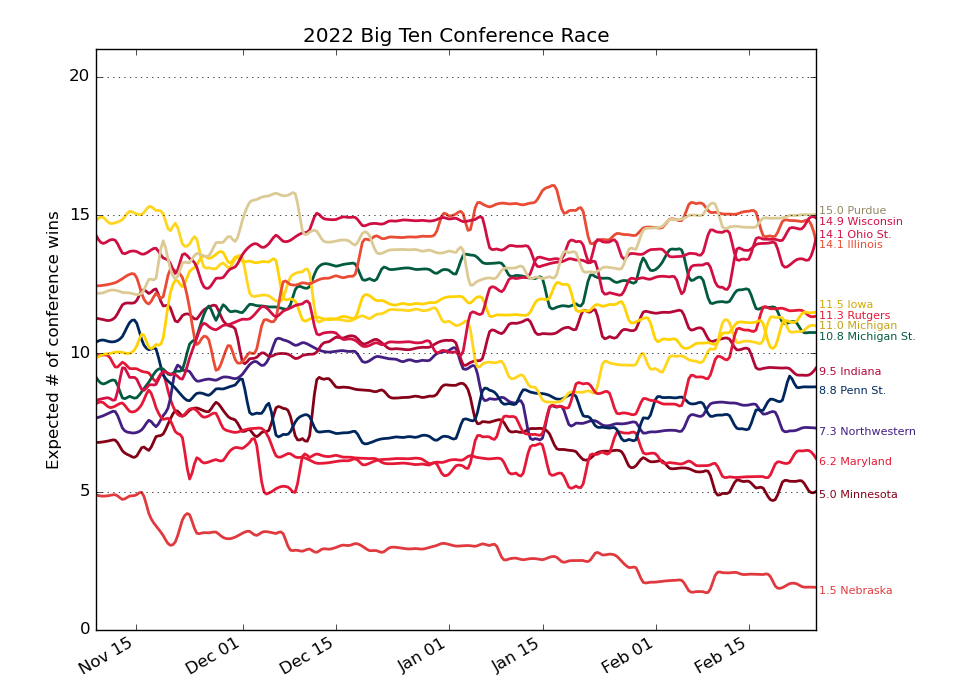 2022 Big Ten Conference Race
Expected # of conference wins
20
15
10
5
0
Nov 15
Dec 01
Dec 15
Jan 01
Jan 15
Feb 01
Feb 15
15.0 Purdue
14.9 Wisconsin
14.1 Ohio St.
14.1 Illinois
11.5 Iowa
11.3 Rutgers
11.0 Michigan
10.8 Michigan St.
9.5 Indiana
8.8 Penn St.
7.3 Northwestern
6.2 Maryland
5.0 Minnesota
1.5 Nebraska